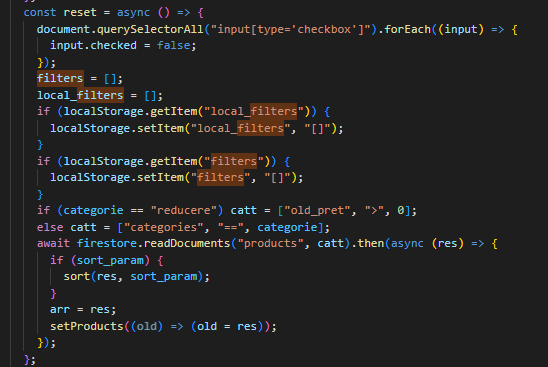 const reset = async () => {
document.querySelectorAll("input[type='checkbox']").forEach((input) => {
input.checked = false;
});
filters = [];
local_filters = [];
if (localStorage.getItem("local_filters")) {
localStorage.setItem("local_filters", "[]");
}
if (localStorage.getItem("filters")) {
localStorage.setItem("filters", "[]");
}
if (categorie == "reducere") catt = ["old_pret", ">", 0];
else catt = ["categories", "==", categorie];
await firestore.readDocuments("products", catt).then(async (res) => {
if (sort_param) {
sort(res, sort_param);
}
arr = res;
setProducts((old) => (old = res));
});
};